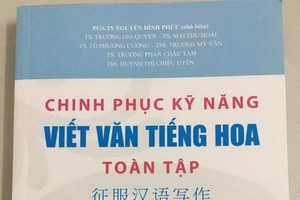 PGS.TS NGUYỄN ĐÌNH PHỨC (chủ biên)
TS. TRƯƠNG GIA QUYỀN - TS. MAI THU HOÀI
TS. TÔ PHƯƠNG CƯỜNG - ThS. TRƯƠNG MỸ VÂN
TS. TRƯƠNG PHAN CHÂU TÂM
ThS. HUỲNH THỊ CHIÊU UYÊN
CHINH PHỤC KỸ NĂNG
VIẾT VĂN TIẾNG HOA
TOÀN TẬP
征服汉语写作